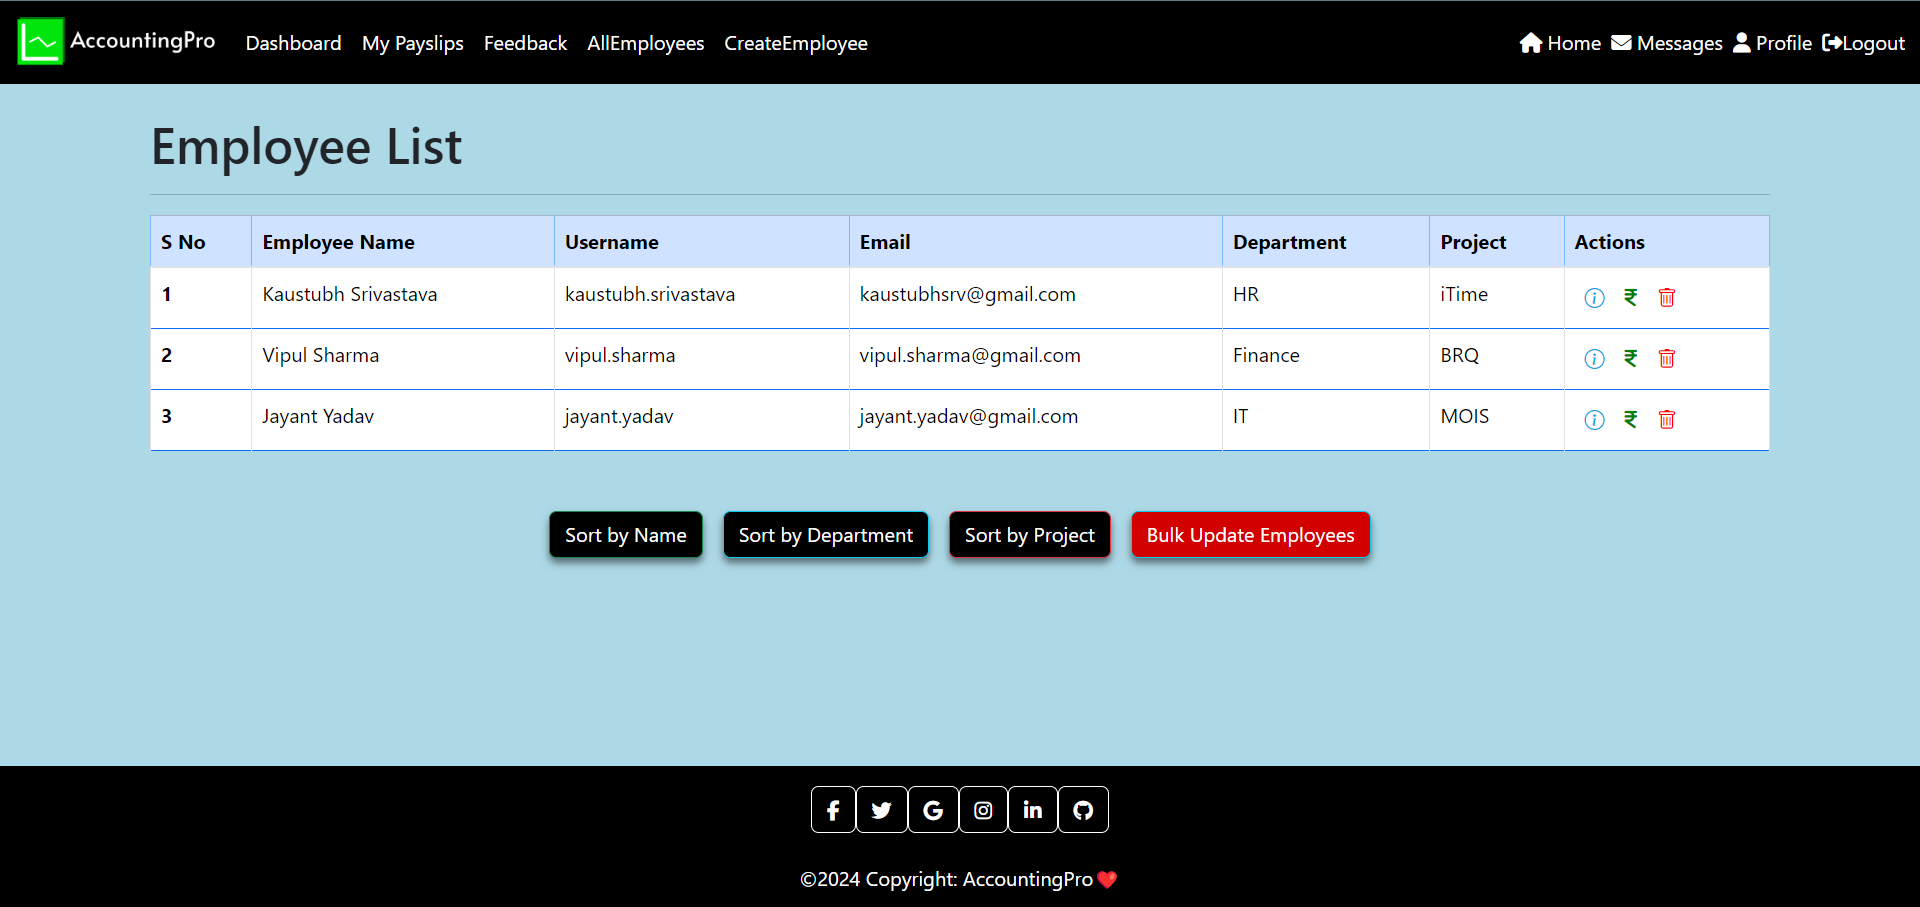 AccountingPro Dashboard My Payslips Feedback AllEmployees CreateEmployee Home Messages Profile Logout
Employee List
S No Employee Name Username Email Department Project Actions
1 Kaustubh Srivastava kaustubh.srivastava kaustubhsrv@gmail.com HR iTime ₹
2 Vipul Sharma vipul.sharma vipul.sharma@gmail.com Finance BRQ ₹
3 Jayant Yadav jayant.yadav jayant.yadav@gmail.com IT MOIS ₹
Sort by Name Sort by Department Sort by Project Bulk Update Employees
©2024 Copyright: AccountingPro❤️